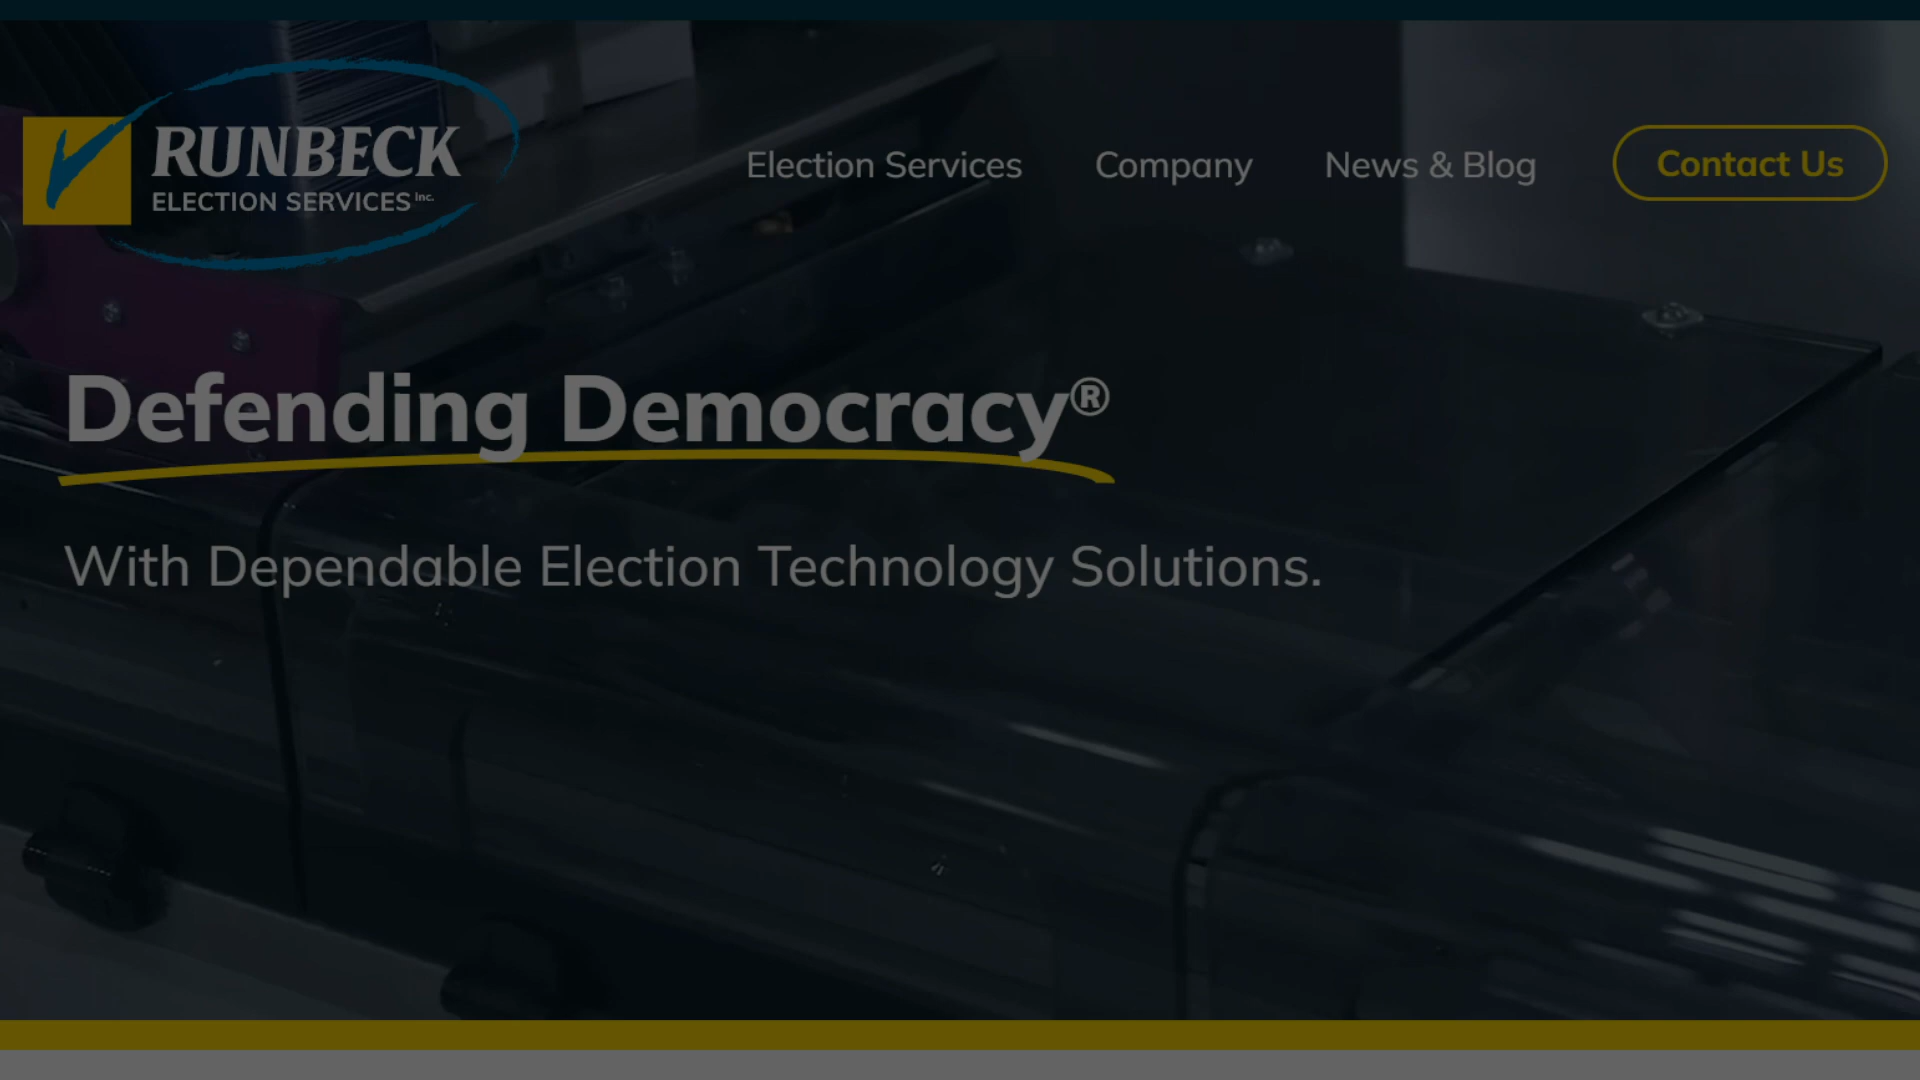 RUNBECK
ELECTION SERVICES Inc.
Election Services
Company
News & Blog
Contact Us
Defending Democracy®
With Dependable Election Technology Solutions.